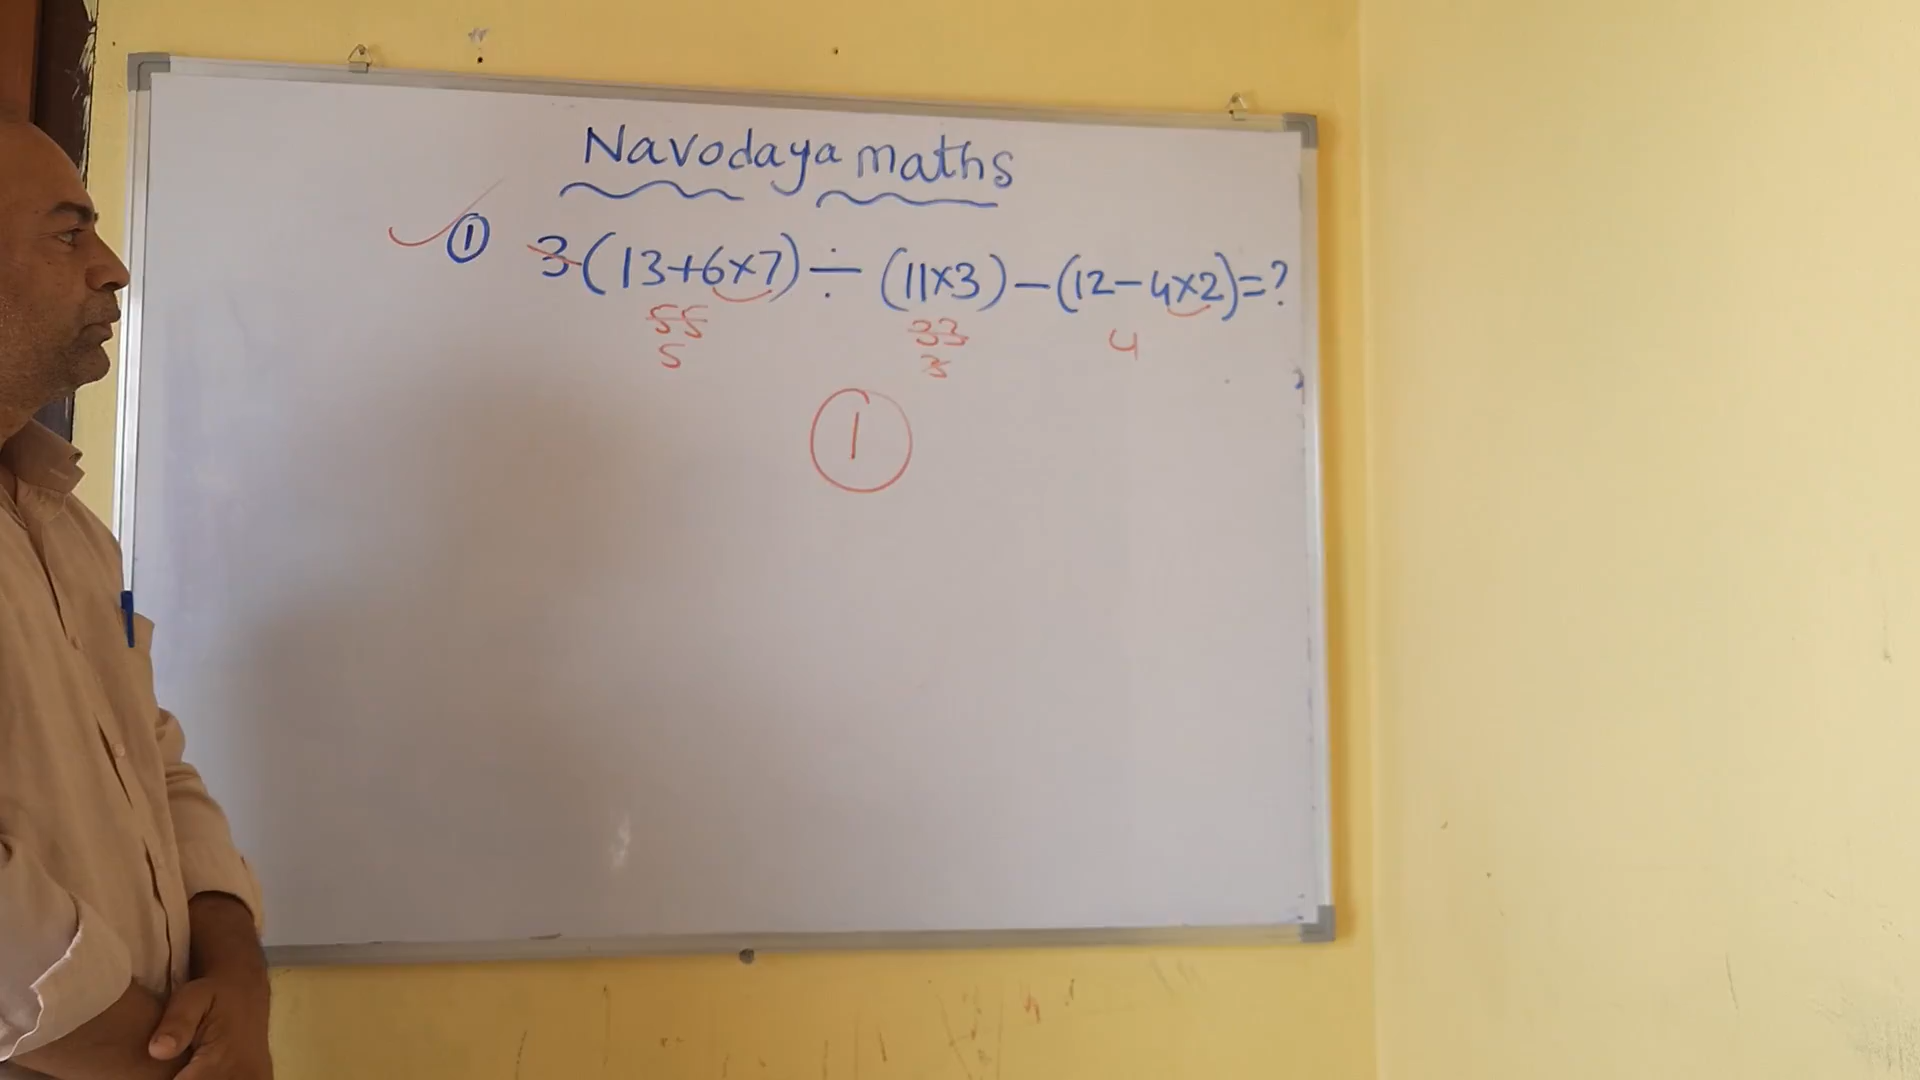 Navodaya maths
① 3(13+6×7) ÷ (11×3) - (12-4×2)=?
55 33 4
5 3
1